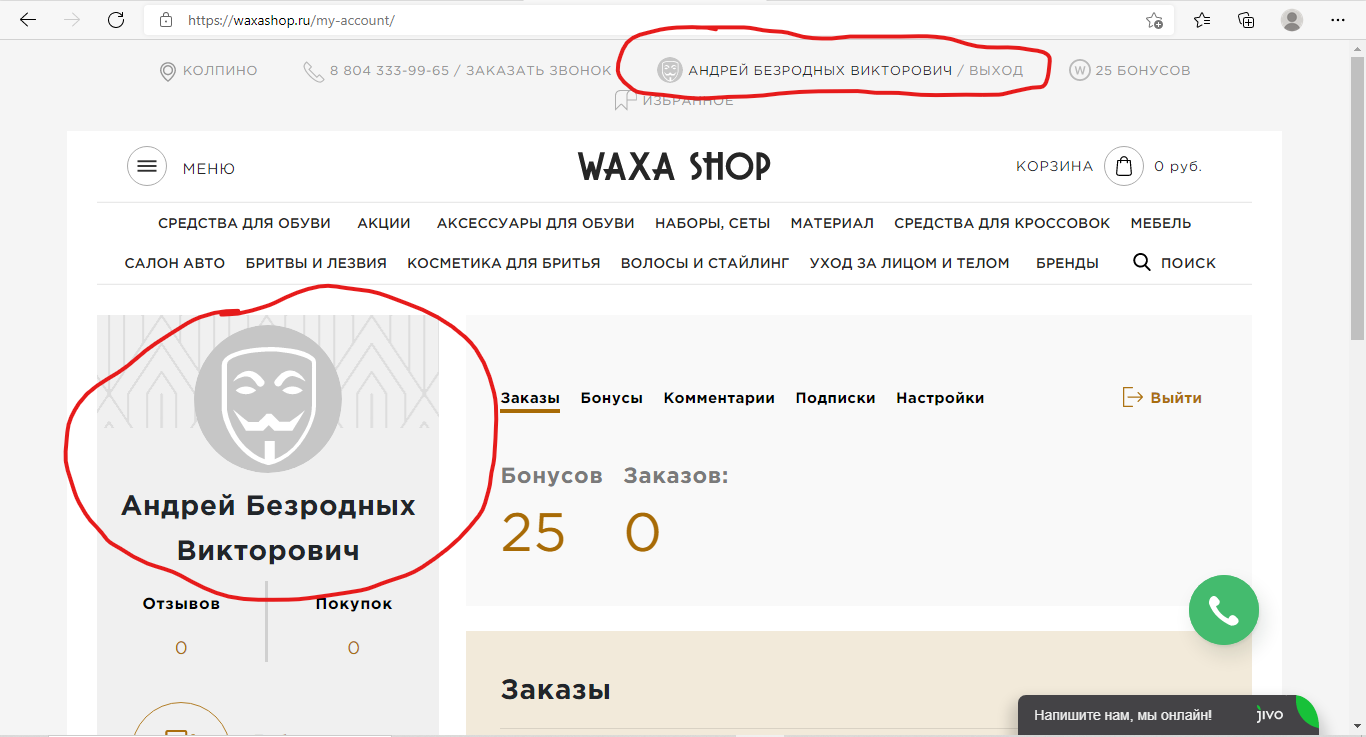 https://waxashop.ru/my-account/
КОЛПИНО
8 804 333-99-65 / ЗАКАЗАТЬ ЗВОНОК
АНДРЕЙ БЕЗРОДНЫХ ВИКТОРОВИЧ / ВЫХОД
W 25 БОНУСОВ
ИЗБРАННОЕ
МЕНЮ
WAXA SHOP
КОРЗИНА
0 руб.
СРЕДСТВА ДЛЯ ОБУВИ АКЦИИ АКСЕССУАРЫ ДЛЯ ОБУВИ НАБОРЫ, СЕТЫ МАТЕРИАЛ СРЕДСТВА ДЛЯ КРОССОВОК МЕБЕЛЬ
САЛОН АВТО БРИТВЫ И ЛЕЗВИЯ КОСМЕТИКА ДЛЯ БРИТЬЯ ВОЛОСЫ И СТАЙЛИНГ УХОД ЗА ЛИЦОМ И ТЕЛОМ БРЕНДЫ ПОИСК
Андрей Безродных
Викторович
Отзывов Покупок
0 0
Заказы Бонусы Комментарии Подписки Настройки Выйти
Бонусов Заказов:
25 0
Заказы
Напишите нам, мы онлайн! jivo